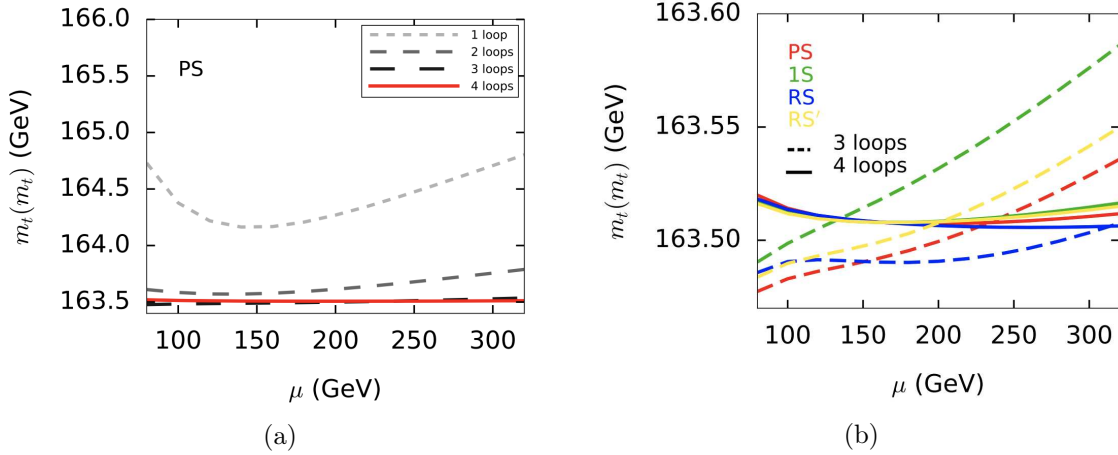 166.0
165.5
165.0
164.5
164.0
163.5
m_t(m_t) (GeV)
PS
1 loop
2 loops
3 loops
4 loops
100 150 200 250 300
μ (GeV)
(a)
163.60
163.55
163.50
m_t(m_t) (GeV)
PS
1S
RS
RS′
3 loops
4 loops
100 150 200 250 300
μ (GeV)
(b)